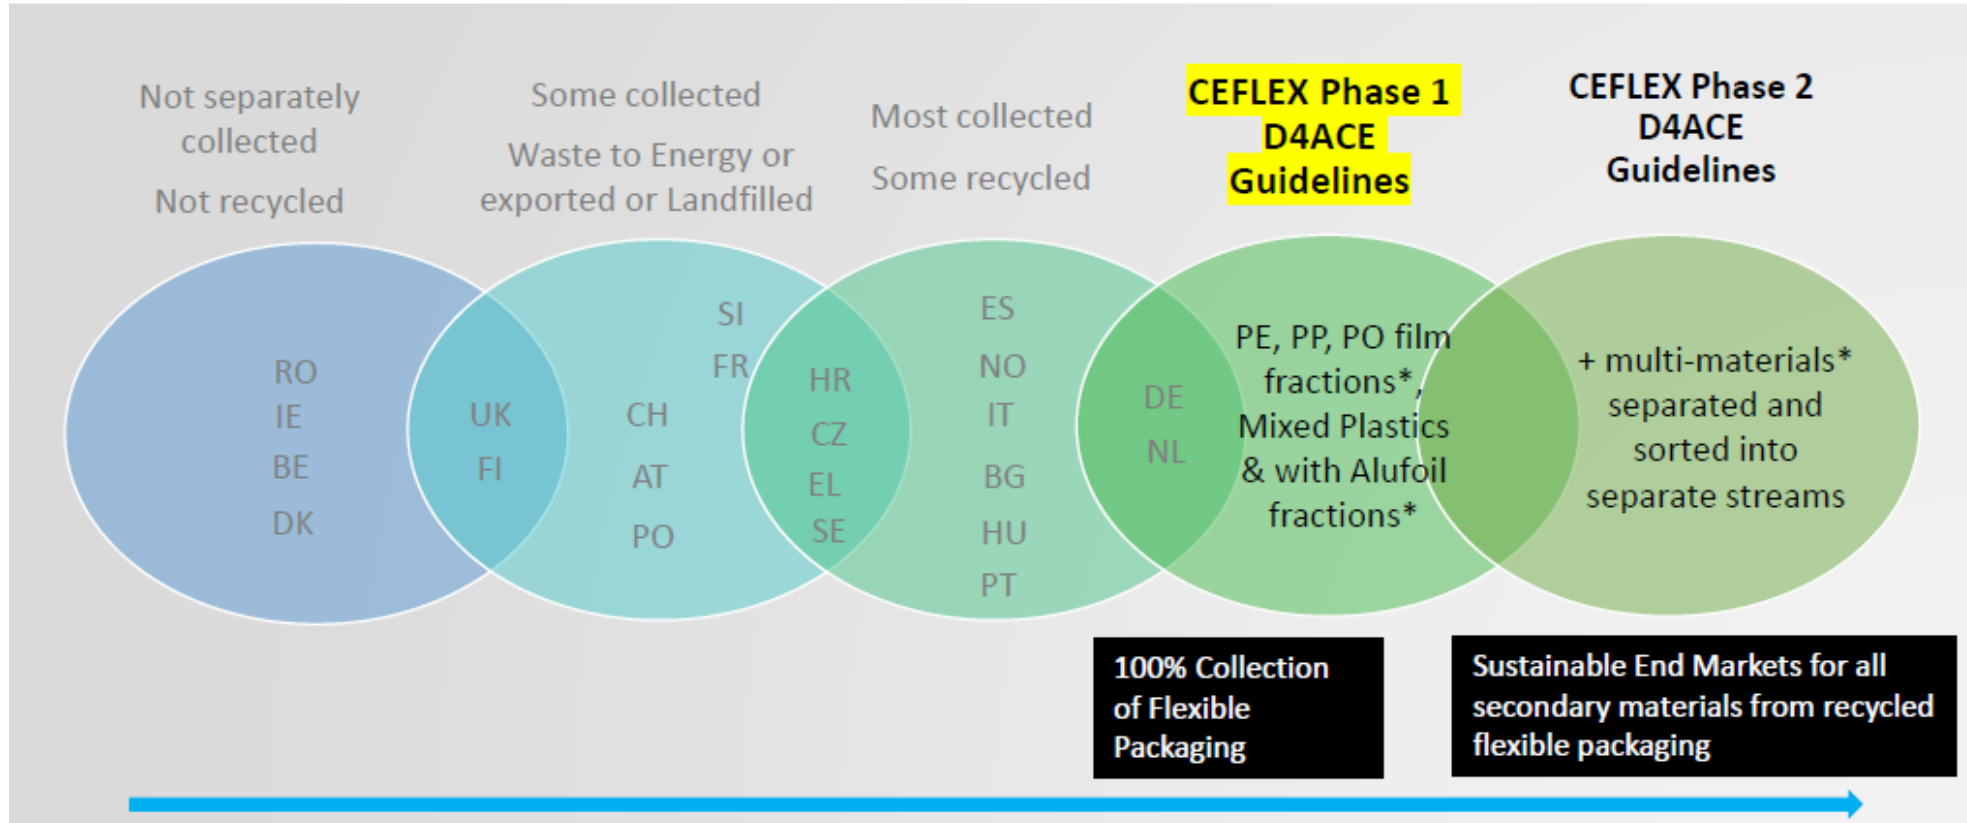 Not separately
collected
Not recycled
Some collected
Waste to Energy or
exported or Landfilled
Most collected
Some recycled
CEFLEX Phase 1
D4ACE
Guidelines
CEFLEX Phase 2
D4ACE
Guidelines
RO
IE
BE
DK
UK
FI
SI
FR
CH
AT
PO
HR
CZ
EL
SE
ES
NO
IT
BG
HU
PT
DE
NL
PE, PP, PO film
fractions*,
Mixed Plastics
& with Alufoil
fractions*
+ multi-materials*
separated and
sorted into
separate streams
100% Collection
of Flexible
Packaging
Sustainable End Markets for all
secondary materials from recycled
flexible packaging